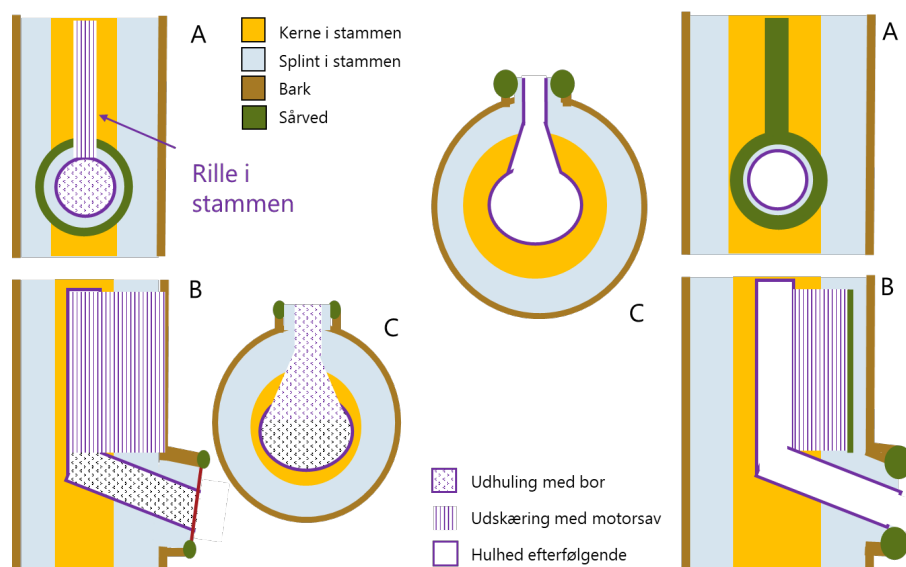 A
Kerne i stammen
Splint i stammen
Bark
Sårved
Rille i
stammen
A
B
C
C
B
Udhuling med bor
Udskæring med motorsav
Hulhed efterfølgende